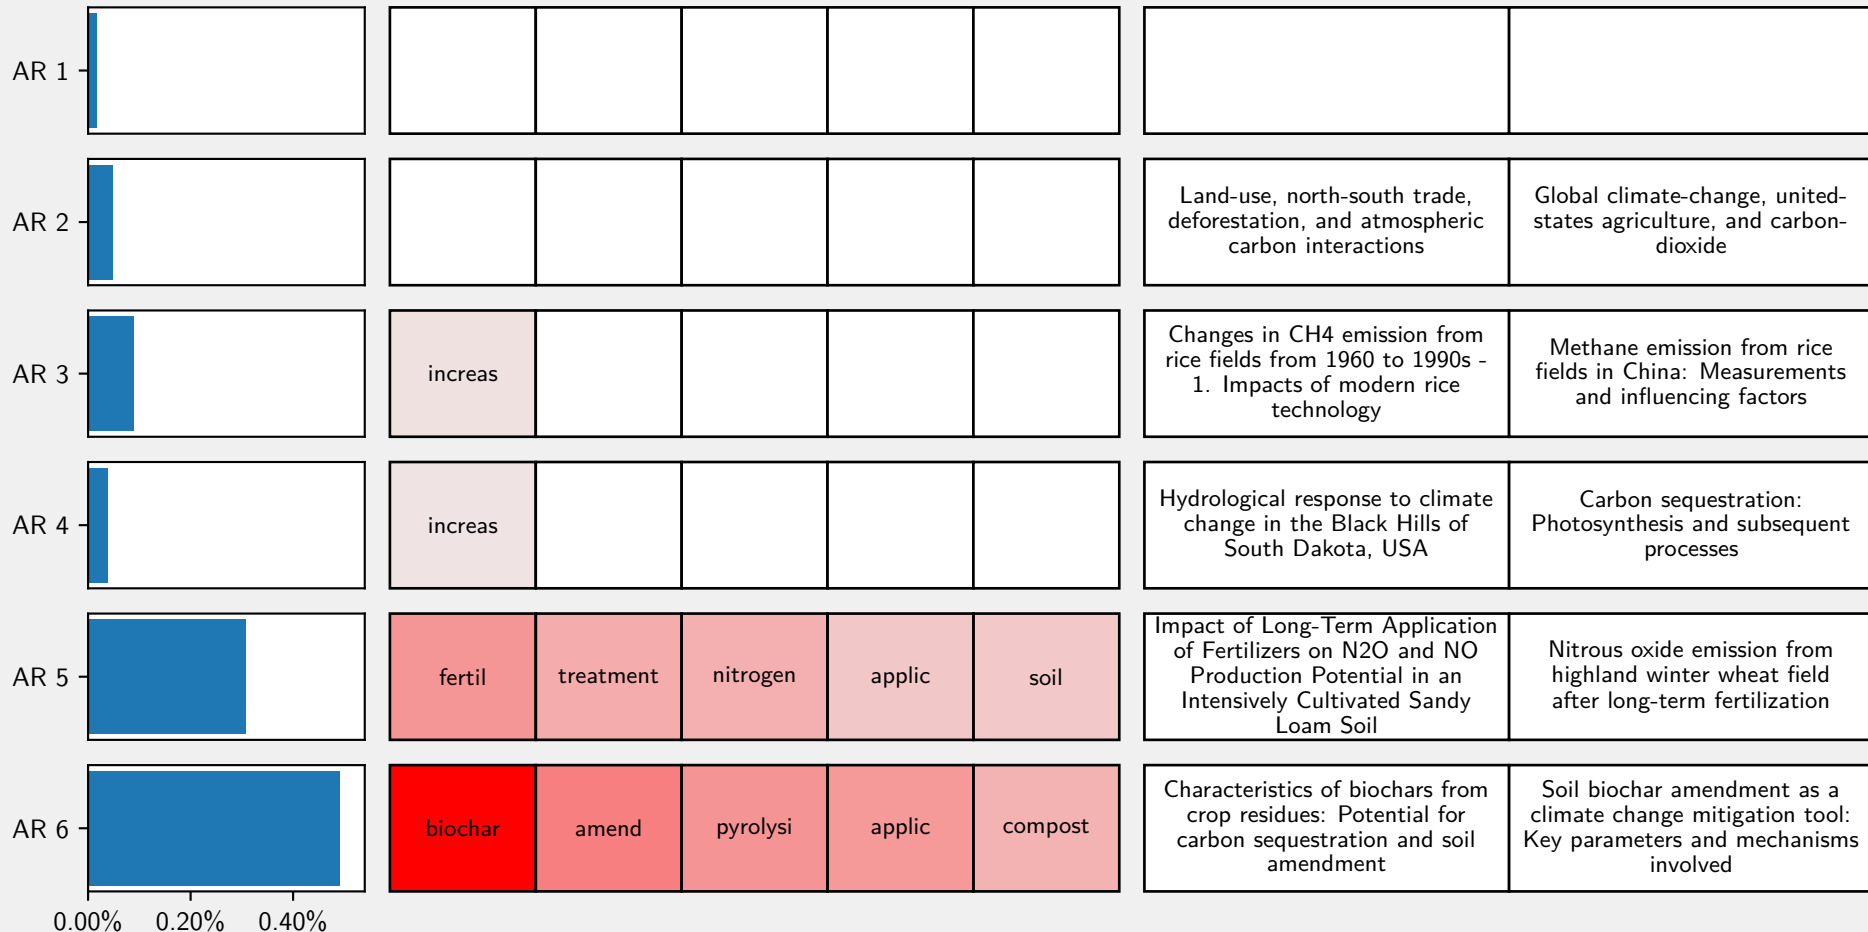 AR 1
AR 2
Land-use, north-south trade,
deforestation, and atmospheric
carbon interactions
Global climate-change, united-
states agriculture, and carbon-
dioxide
AR 3
increas
Changes in CH4 emission from
rice fields from 1960 to 1990s -
1. Impacts of modern rice
technology
Methane emission from rice
fields in China: Measurements
and influencing factors
AR 4
increas
Hydrological response to climate
change in the Black Hills of
South Dakota, USA
Carbon sequestration:
Photosynthesis and subsequent
processes
AR 5
fertil
treatment
nitrogen
applic
soil
Impact of Long-Term Application
of Fertilizers on N2O and NO
Production Potential in an
Intensively Cultivated Sandy
Loam Soil
Nitrous oxide emission from
highland winter wheat field
after long-term fertilization
AR 6
biochar
amend
pyrolysi
applic
compost
Characteristics of biochars from
crop residues: Potential for
carbon sequestration and soil
amendment
Soil biochar amendment as a
climate change mitigation tool:
Key parameters and mechanisms
involved
0.00% 0.20% 0.40%